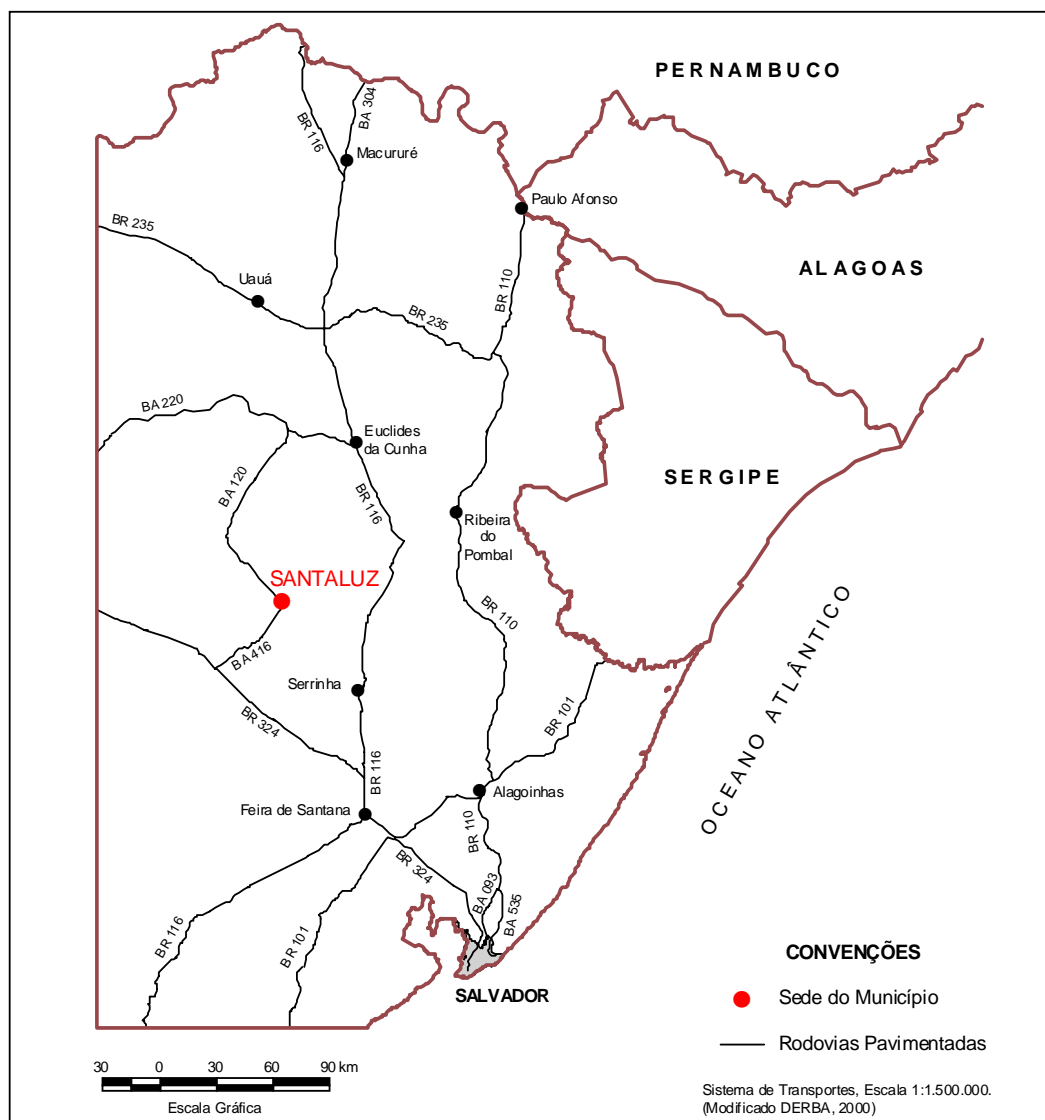 PERNAMBUCO
BR 116
BA 304
Macururé
Paulo Afonso
BR 235
ALAGOAS
Uauá
BR 110
BR 235
BA 220
Euclides
da Cunha
BA 120
SERGIPE
BR 116
Ribeira
do
Pombal
SANTALUZ
BR 110
OCEANO ATLÂNTICO
BA 416
Serrinha
BR 324
BR 101
BR 116
Alagoinhas
Feira de Santana
BR 110
BR 324
BA 093
BA 535
BR 116
BR 101
CONVENÇÕES
SALVADOR
Sede do Município
Rodovias Pavimentadas
30 0 30 60 90 km
Escala Gráfica
Sistema de Transportes, Escala 1:1.500.000.
(Modificado DERBA, 2000)